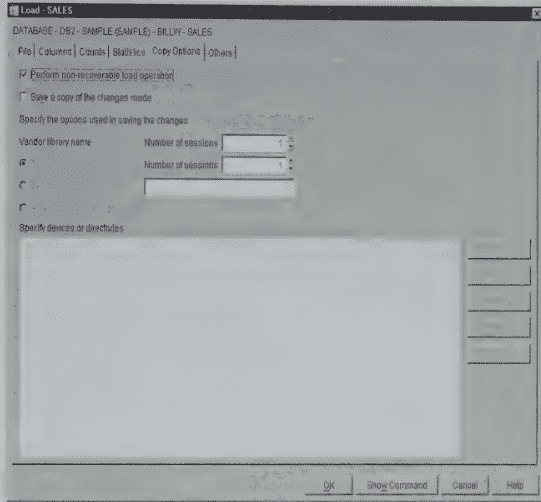 Load - SALES
DATABASE - DB2 - SAMPLE (SAMPLE) - BILLW - SALES
File Columns Counts Statistics Copy Options Others
Perform non-recoverable load operation
Save a copy of the changes made
Specify the options used in saving the changes
Vendor library name Number of sessions 1
Number of sessions 1
Specify devices or directories
OK Show Command Cancel Help